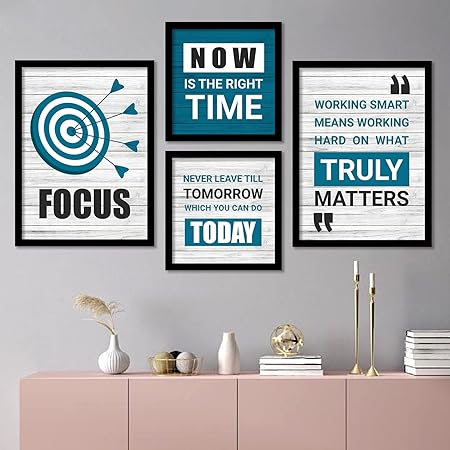 FOCUS
NOW
IS THE RIGHT
TIME
NEVER LEAVE TILL
TOMORROW
WHICH YOU CAN DO
TODAY
❝
WORKING SMART
MEANS WORKING
HARD ON WHAT
TRULY
MATTERS
❞